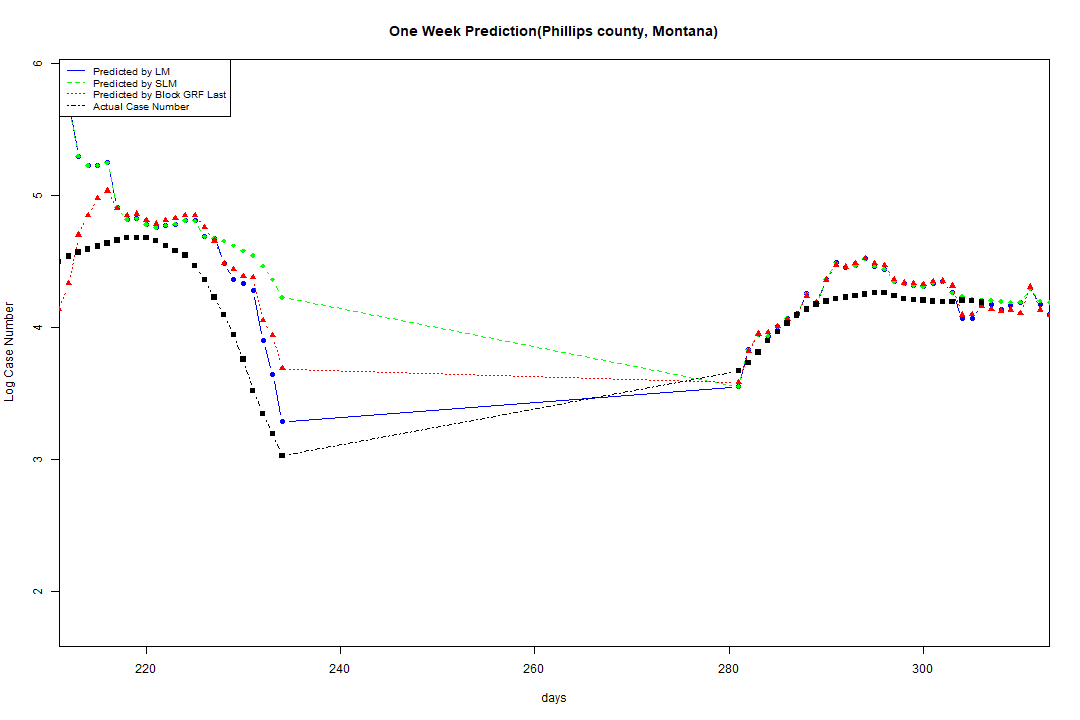 One Week Prediction(Phillips county, Montana)
6
5
4
3
2
Log Case Number
Predicted by LM
Predicted by SLM
Predicted by Block GRF Last
Actual Case Number
220 240 260 280 300
days